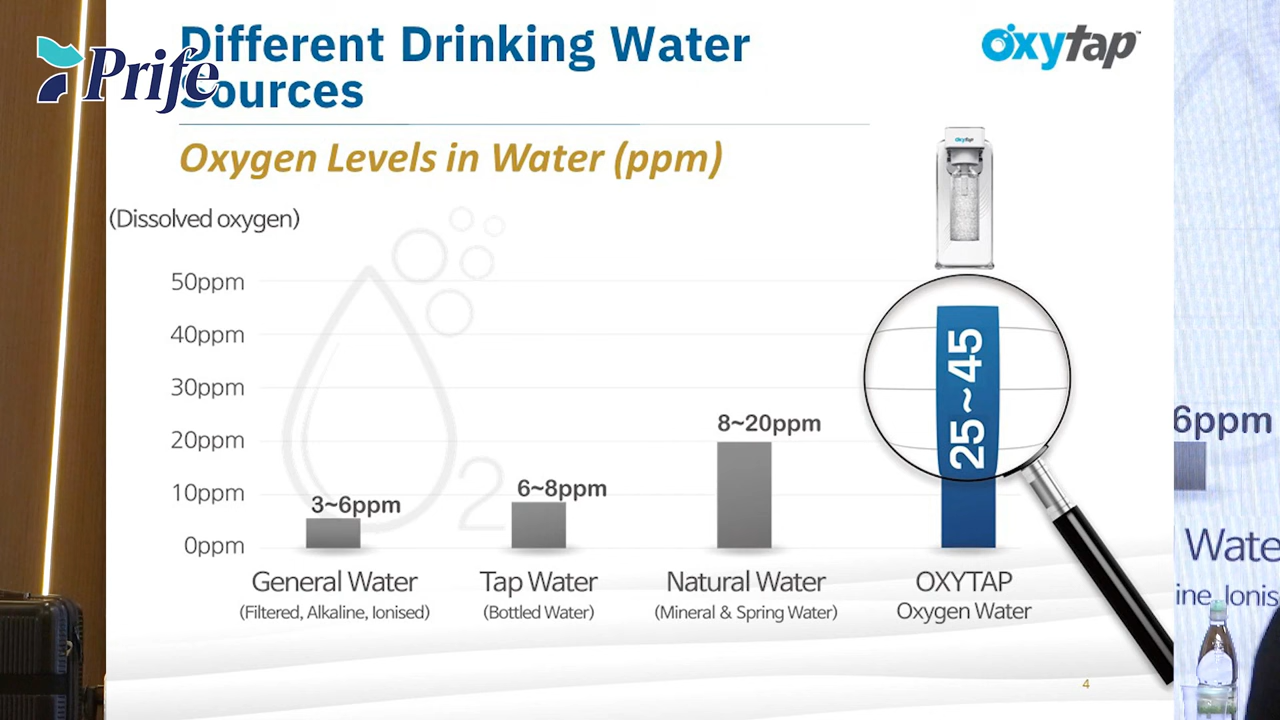 Prife
Different Drinking Water
Sources
OxyTap™
Oxygen Levels in Water (ppm)
OxyTap
(Dissolved oxygen)
50ppm
40ppm
30ppm
20ppm
10ppm
0ppm
3~6ppm
6~8ppm
8~20ppm
25~45
General Water
(Filtered, Alkaline, Ionised)
Tap Water
(Bottled Water)
Natural Water
(Mineral & Spring Water)
OXYTAP
Oxygen Water
2
4
6ppm
Wate
ine, Ionis